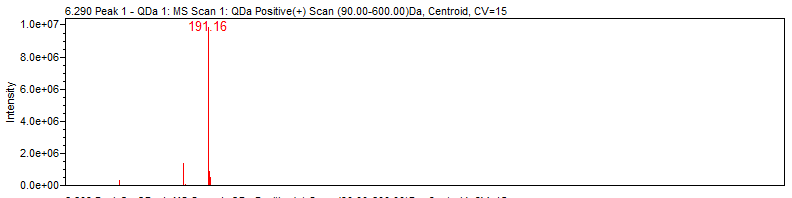 6.290 Peak 1 - QDa 1: MS Scan 1: QDa Positive(+) Scan (90.00-600.00)Da, Centroid, CV=15
191.16
1.0e+07
8.0e+06
6.0e+06
4.0e+06
2.0e+06
0.0e+00
Intensity